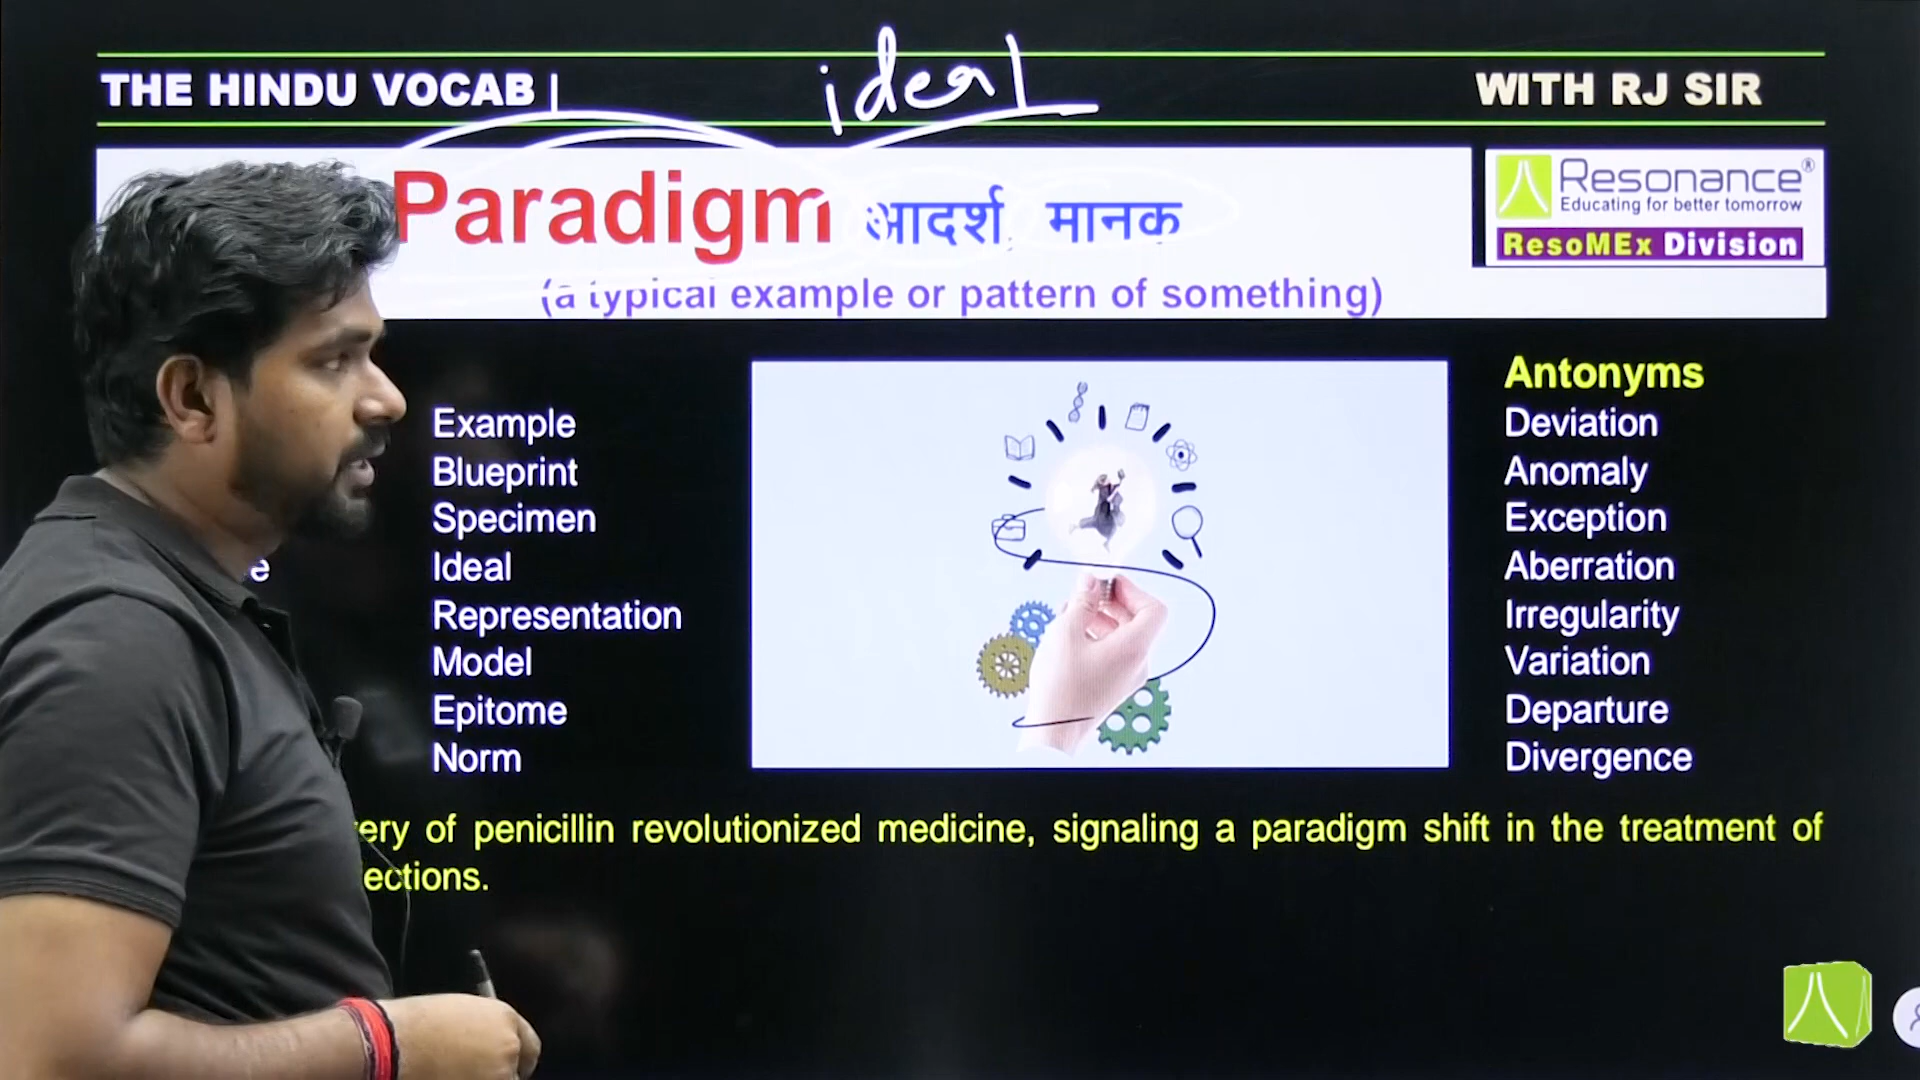 ideal
THE HINDU VOCAB |
WITH RJ SIR
Paradigm आदर्श, मानक
(a typical example or pattern of something)
Resonance®
Educating for better tomorrow
ResoMEx Division
Example
Blueprint
Specimen
Ideal
Representation
Model
Epitome
Norm
Antonyms
Deviation
Anomaly
Exception
Aberration
Irregularity
Variation
Departure
Divergence
of penicillin revolutionized medicine, signaling a paradigm shift in the treatment of